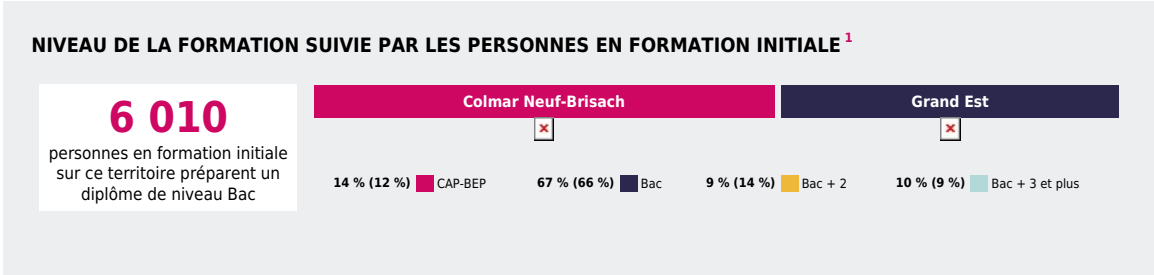 NIVEAU DE LA FORMATION SUIVIE PAR LES PERSONNES EN FORMATION INITIALE 1
6 010
personnes en formation initiale
sur ce territoire préparent un
diplôme de niveau Bac
Colmar Neuf-Brisach
Grand Est
14 % (12 %) CAP-BEP
67 % (66 %) Bac
9 % (14 %) Bac + 2
10 % (9 %) Bac + 3 et plus